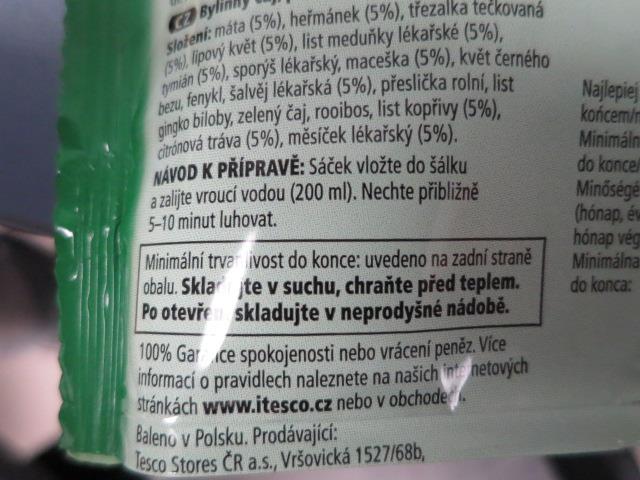 CZ Bylinný čaj,
Složení: máta (5%), heřmánek (5%), třezalka tečkovaná
(5%), lipový květ (5%), list meduňky lékařské (5%),
tymián (5%), sporýš lékařský, maceška (5%), květ černého
bezu, fenykl, šalvěj lékařská (5%), přeslička rolní, list
gingko biloby, zelený čaj, rooibos, list kopřivy (5%),
citrónová tráva (5%), měsíček lékařský (5%).
NÁVOD K PŘÍPRAVĚ: Sáček vložte do šálku
a zalijte vroucí vodou (200 ml). Nechte přibližně
5–10 minut luhovat.
Minimální trvanlivost do konce: uvedeno na zadní straně
obalu. Skladujte v suchu, chraňte před teplem.
Po otevření skladujte v neprodyšné nádobě.
100% Garance spokojenosti nebo vrácení peněz. Více
informací o pravidlech naleznete na našich internetových
stránkách www.itesco.cz nebo v obchodech.
Baleno v Polsku. Prodávající:
Tesco Stores ČR a.s., Vršovická 1527/68b,
Najlepiej
końcem/
Minimáln
do konce/
Minőségé
(hónap, év
hónap vég
Minimálna
do konca: